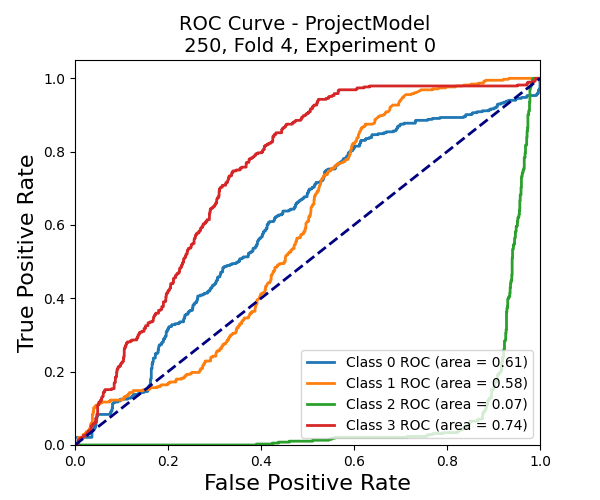 ROC Curve - ProjectModel
250, Fold 4, Experiment 0
True Positive Rate
1.0
0.8
0.6
0.4
0.2
0.0
Class 0 ROC (area = 0.61)
Class 1 ROC (area = 0.58)
Class 2 ROC (area = 0.07)
Class 3 ROC (area = 0.74)
0.0 0.2 0.4 0.6 0.8 1.0
False Positive Rate